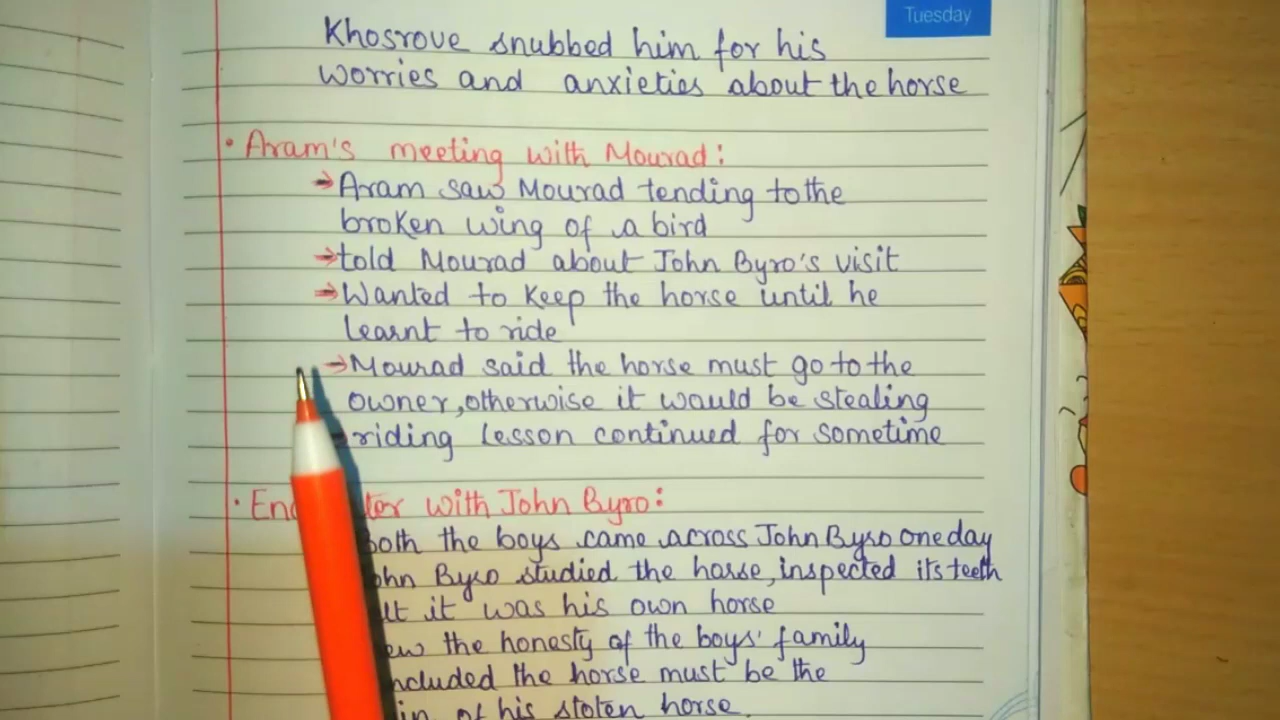 Tuesday
Khosrove snubbed him for his
worries and anxieties about the horse
• Aram's meeting with Mourad:
→ Aram saw Mourad tending to the
broken wing of a bird
→ told Mourad about John Byro's visit
→ Wanted to keep the horse until he
learnt to ride
→ Mourad said the horse must go to the
owner, otherwise it would be stealing
riding lesson continued for sometime
• with John Byro:
both the boys came across John Byro one day
John Byro studied the horse, inspected its teeth
it was his own horse
the honesty of the boys' family
the horse must be the
of his stolen horse.